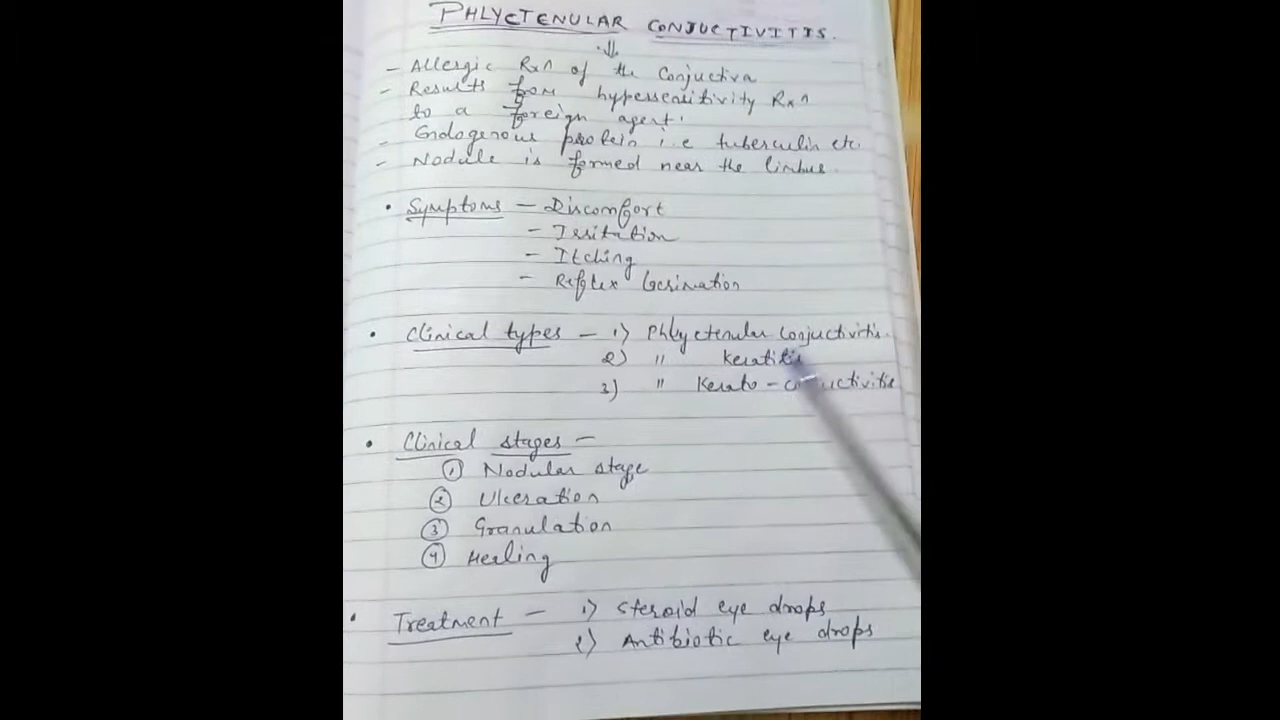 PHLYCTENULAR CONJUCTIVITIS.
- Allergic Rxn of the Conjuctiva
- Results from hypersensitivity Rxn
to a foreign agent.
- Endogenous protein i.e tuberculin etc.
- Nodule is formed near the limbus.
• Symptoms - Discomfort
- Irritation
- Itching
- Reflex lacrimation
• Clinical types - 1) Phlyctenular Conjuctivitis.
2) " Keratitis
3) " Kerato-conjuctivitis
• Clinical stages -
① Nodular stage
② Ulceration
③ Granulation
④ Healing
• Treatment - 1) Steroid eye drops
2) Antibiotic eye drops